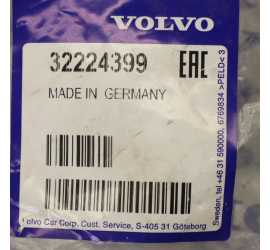 VOLVO
32224399
EAC
MADE IN GERMANY
Volvo Car Corp. Cust. Service, S-405 31 Göteborg
Sweden, tel +46 31 590000, 6769834 >PELD< 3